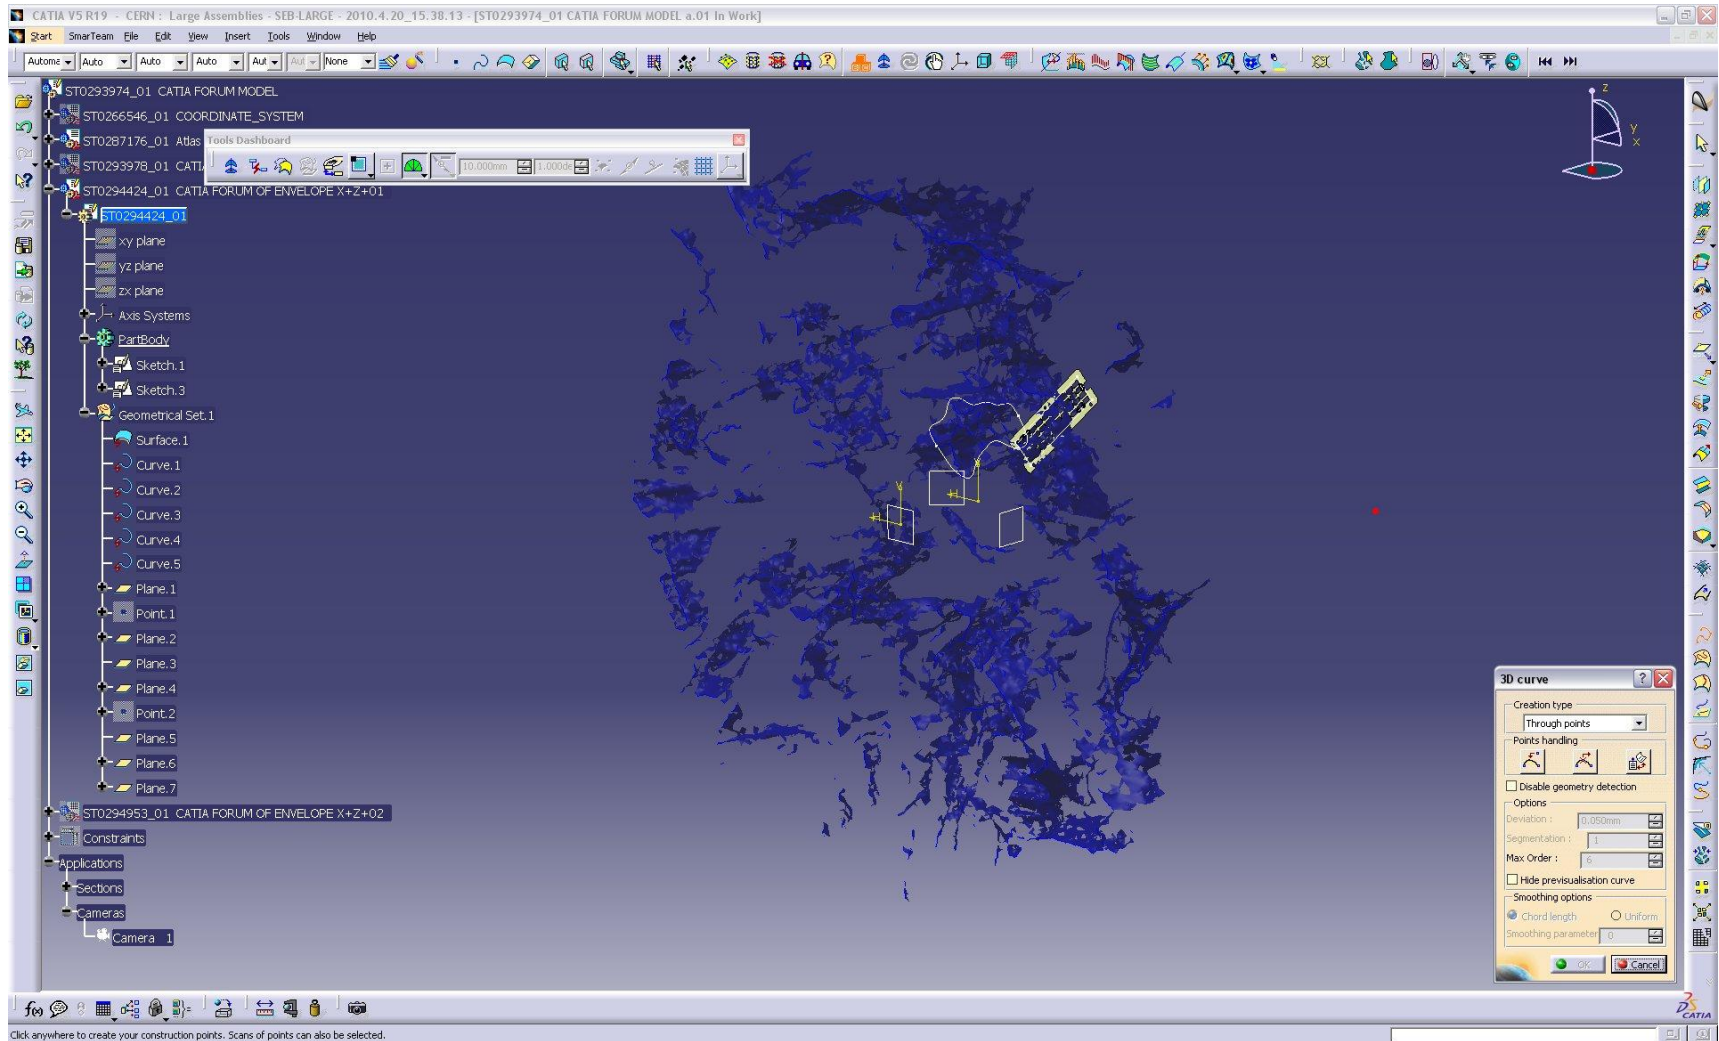 CATIA V5 R19 - CERN : Large Assemblies - SEB-LARGE - 2010.4.20_15.38.13 - [ST0293974_01 CATIA FORUM MODEL a.01 In Work]
Start SmarTeam File Edit View Insert Tools Window Help
Auto Auto Auto Aut Aut None
ST0293974_01 CATIA FORUM MODEL
ST0266546_01 COORDINATE_SYSTEM
ST0287176_01 Atlas
Tools Dashboard
ST0293978_01 CATI
10.000mm 1.000de
ST0294424_01 CATIA FORUM OF ENVELOPE X+Z+01
ST0294424_01
xy plane
yz plane
zx plane
Axis Systems
PartBody
Sketch.1
Sketch.3
Geometrical Set.1
Surface.1
Curve.1
Curve.2
Curve.3
Curve.4
Curve.5
Plane.1
Point.1
Plane.2
Plane.3
Plane.4
Point.2
Plane.5
Plane.6
Plane.7
ST0294953_01 CATIA FORUM OF ENVELOPE X+Z+02
Constraints
Applications
Sections
Cameras
Camera 1
z
y
x
V
H
H
3D curve
Creation type
Through points
Points handling
Disable geometry detection
Options
Deviation : 0.050mm
Segmentation : 1
Max Order : 6
Hide previsualisation curve
Smoothing options
Chord length Uniform
Smoothing parameter 0
OK Cancel
f(x)
CATIA
Click anywhere to create your construction points. Scans of points can also be selected.